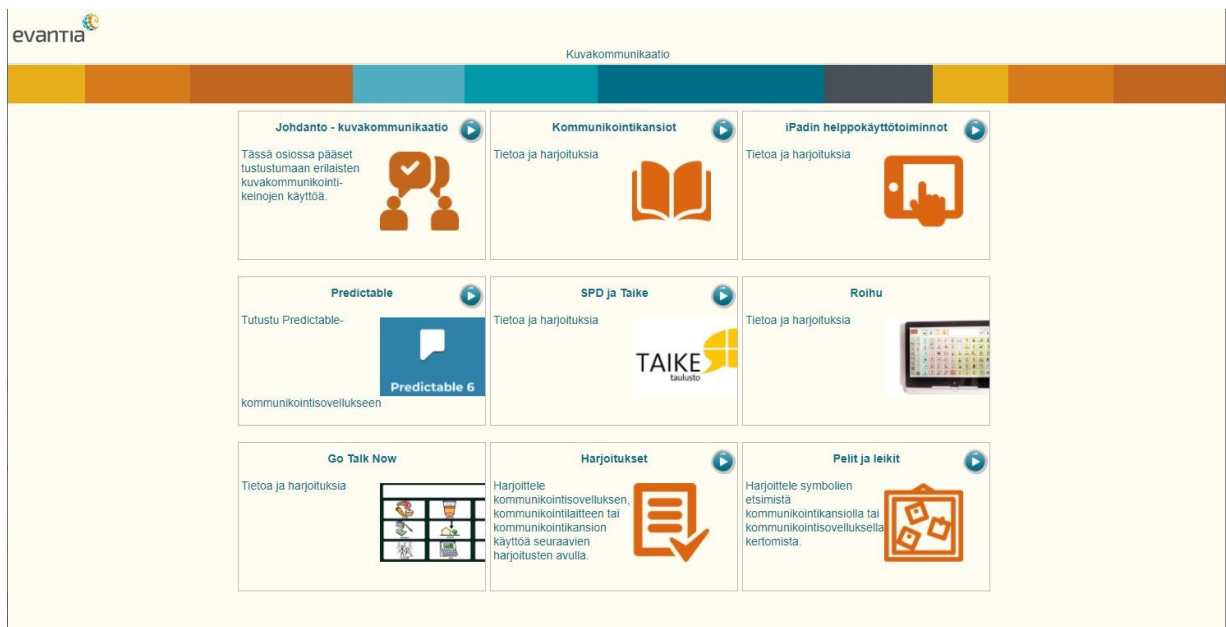 evantia
Kuvakommunikaatio
Johdanto - kuvakommunikaatio
Tässä osiossa pääset
tustustumaan erilaisten
kuvakommunikointi-
keinojen käyttöä.
Kommunikointikansiot
Tietoa ja harjoituksia
iPadin helppokäyttötoiminnot
Tietoa ja harjoituksia
Predictable
Tutustu Predictable-
kommunikointisovellukseen
Predictable 6
SPD ja Taike
Tietoa ja harjoituksia
TAIKE
taulusto
Roihu
Tietoa ja harjoituksia
Go Talk Now
Tietoa ja harjoituksia
Harjoitukset
Harjoittele
kommunikointisovelluksen,
kommunikointilaitteen tai
kommunikointikansion
käyttöä seuraavien
harjoitusten avulla.
Pelit ja leikit
Harjoittele symbolien
etsimistä
kommunikointikansiolla tai
kommunikointisovelluksella
kertomista.